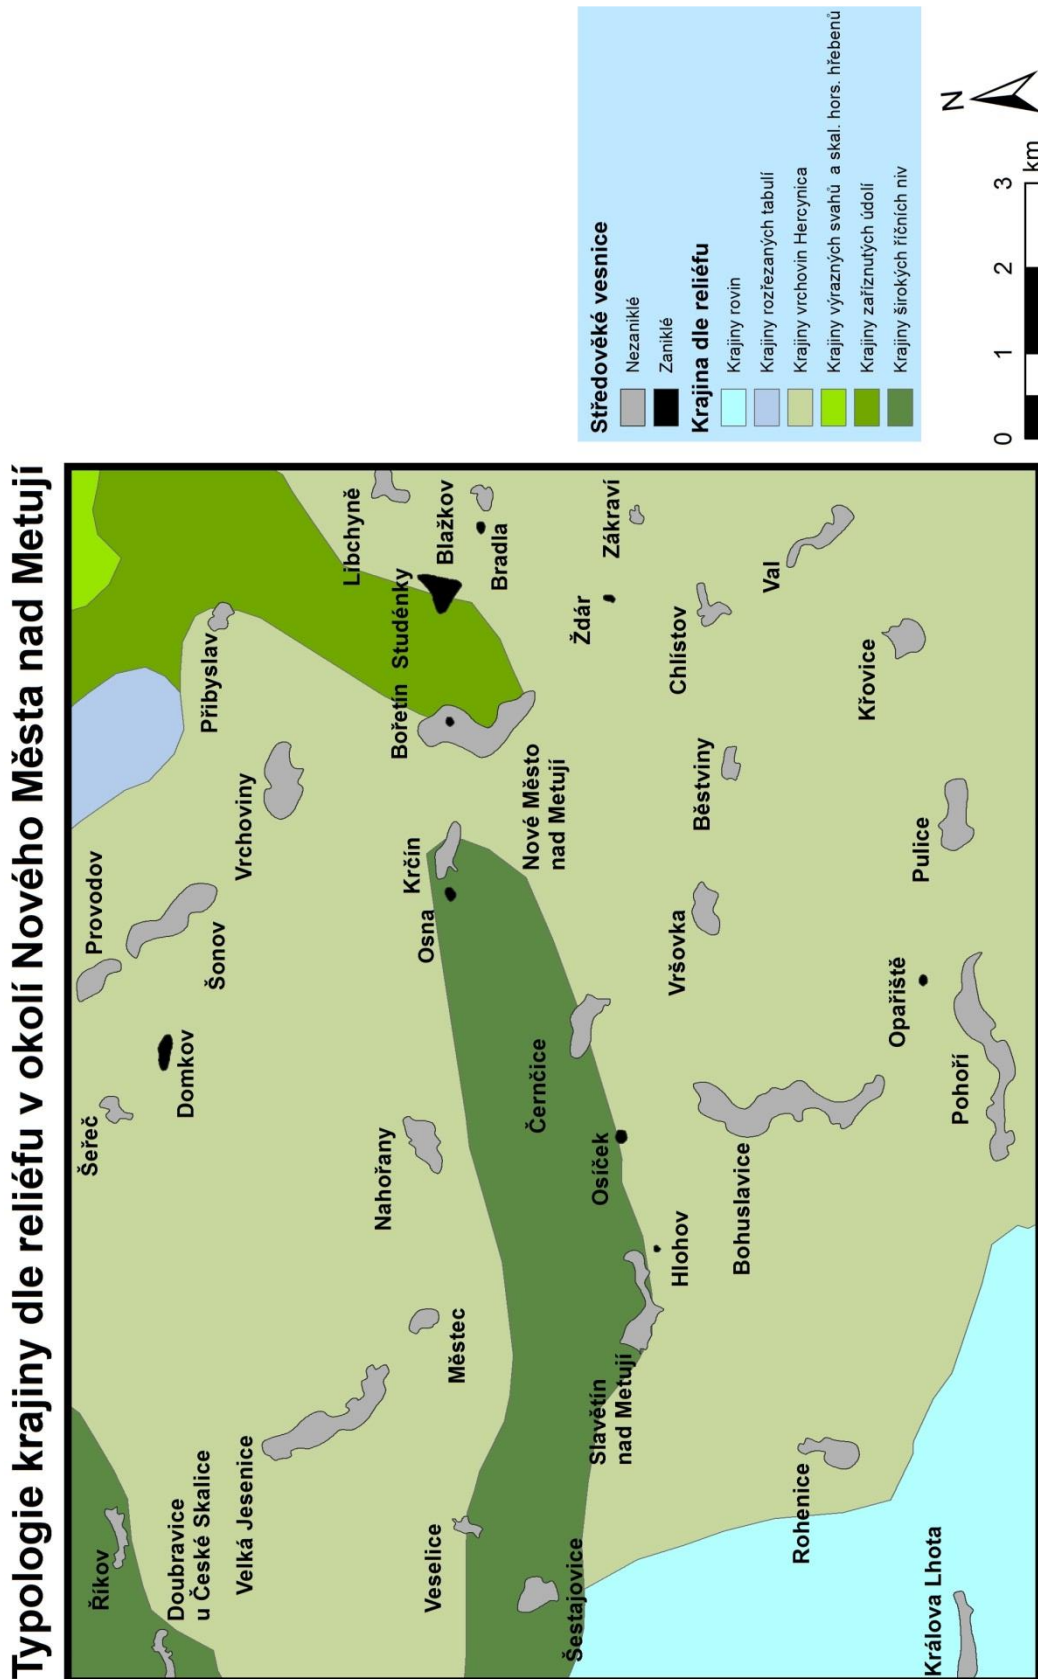 Typologie krajiny dle reliéfu v okolí Nového Města nad Metují
Říkov
Šereč
Provodov
Doubravice
u České Skalice
Domkov
Šonov
Přibyslav
Velká Jesenice
Vrchoviny
Libchyně
Městec
Nahořany
Krčín
Osna
Bořetín
Studénky
Blažkov
Bradla
Veselice
Nové Město
nad Metují
Černčice
Šestajovice
Slavětín
nad Metují
Osíček
Ždár
Zákraví
Hlohov
Vršovka
Běstviny
Chlístov
Bohuslavice
Val
Rohenice
Opařiště
Křovice
Králova Lhota
Pohoří
Pulice
Středověké vesnice
Nezaniklé
Zaniklé
Krajina dle reliéfu
Krajiny rovin
Krajiny rozřezaných tabulí
Krajiny vrchovin Hercynica
Krajiny výrazných svahů a skal. hors. hřebenů
Krajiny zaříznutých údolí
Krajiny širokých říčních niv
N
0 1 2 3
km